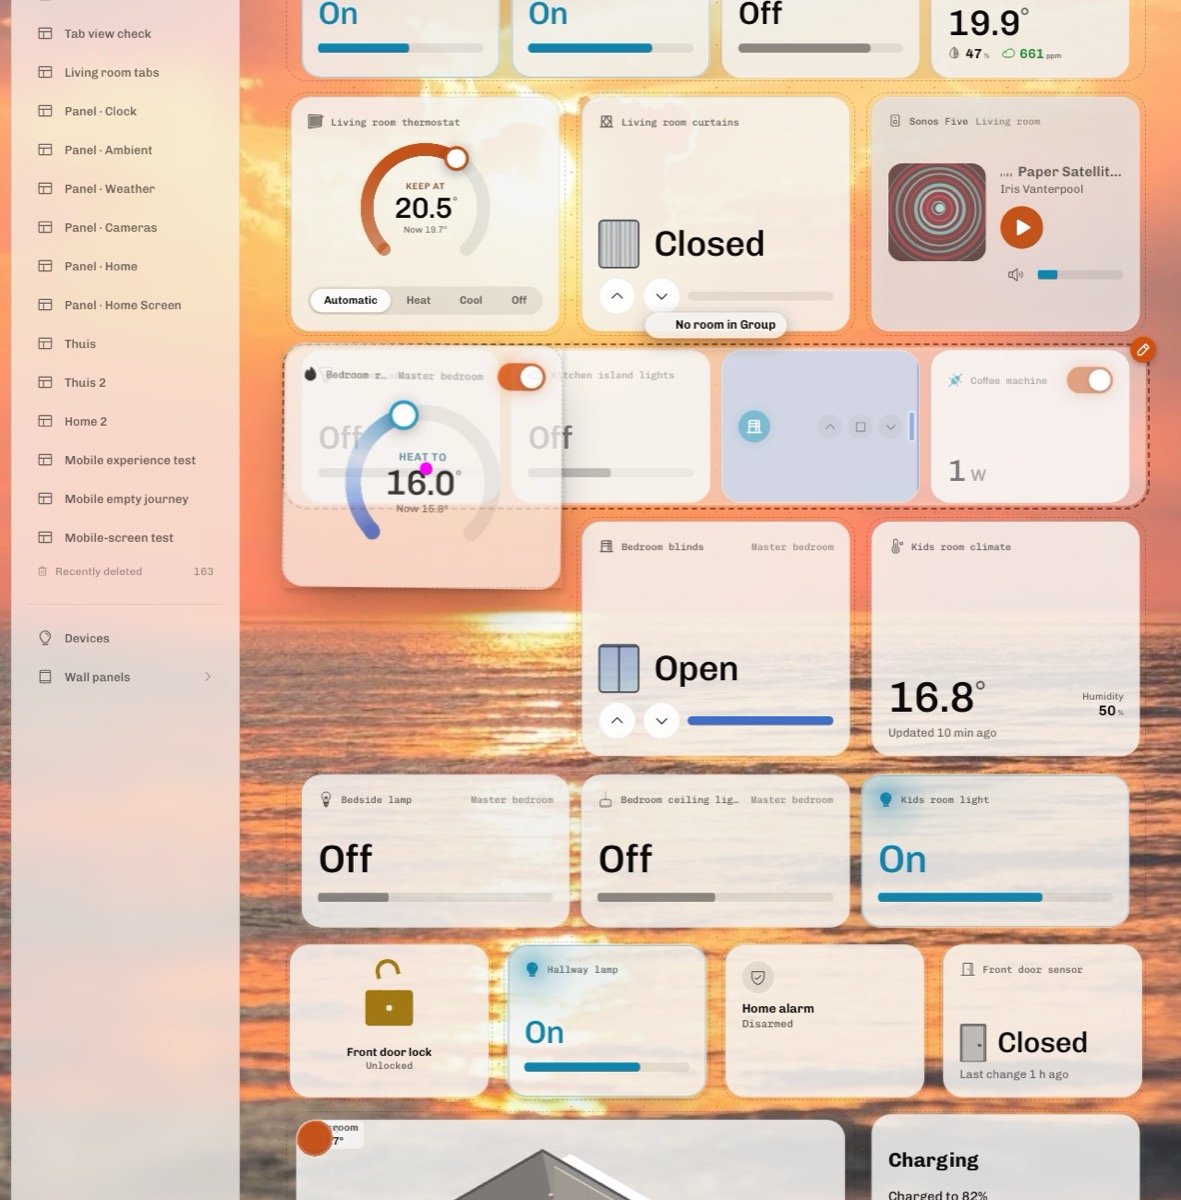 Tab view check
Living room tabs
Panel · Clock
Panel · Ambient
Panel · Weather
Panel · Cameras
Panel · Home
Panel · Home Screen
Thuis
Thuis 2
Home 2
Mobile experience test
Mobile empty journey
Mobile-screen test
Recently deleted 163
Devices
Wall panels
On
On
Off
19.9°
47 % 661 ppm
Living room thermostat
KEEP AT
20.5°
Now 19.7°
Automatic Heat Cool Off
Living room curtains
Closed
No room in Group
Sonos Five Living room
Paper Satellit…
Iris Vanterpool
Bedroom r… Master bedroom
HEAT TO
16.0°
Now 15.8°
Off
island lights
Off
Coffee machine
1 W
Bedroom blinds Master bedroom
Open
Kids room climate
16.8°
Humidity
50 %
Updated 10 min ago
Bedside lamp Master bedroom
Off
Bedroom ceiling lig… Master bedroom
Off
Kids room light
On
Front door lock
Unlocked
Hallway lamp
On
Home alarm
Disarmed
Front door sensor
Closed
Last change 1 h ago
room
7°
Charging
Charged to 82%